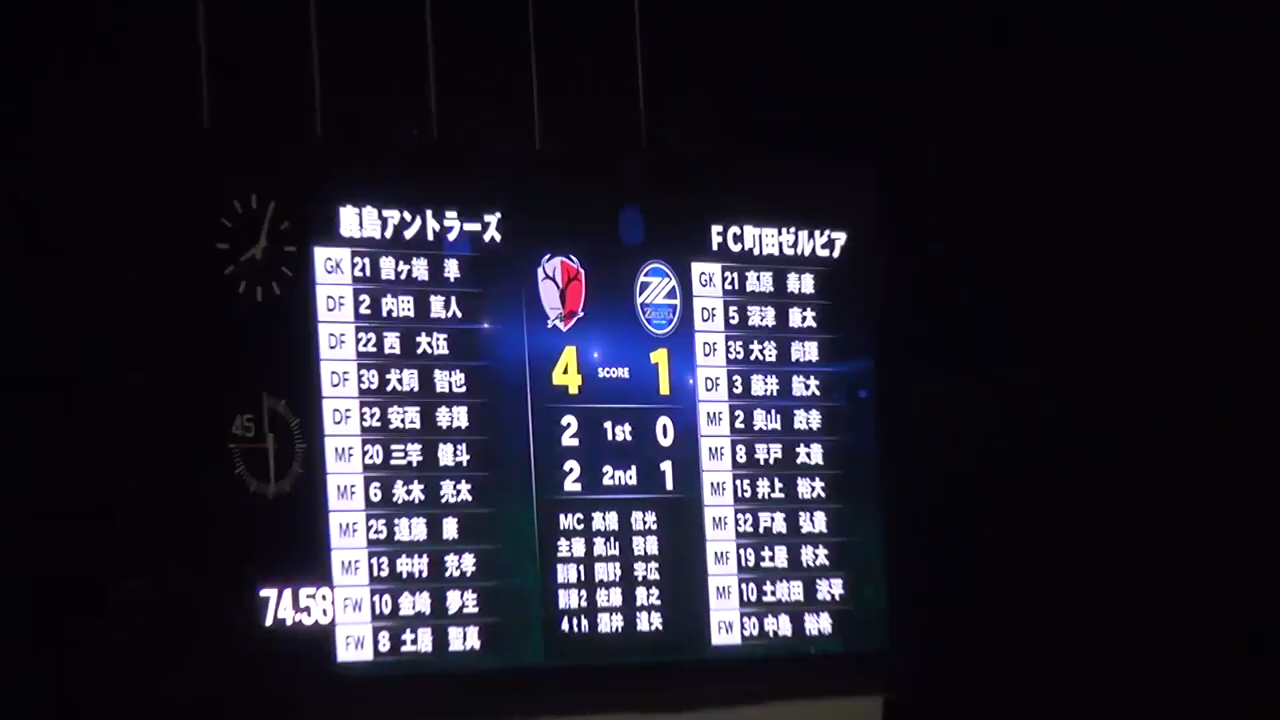 鹿島アントラーズ
GK 21 曽ヶ端 準
DF 2 内田 篤人
DF 22 西 大伍
DF 39 犬飼 智也
DF 32 安西 幸輝
MF 20 三竿 健斗
MF 6 永木 亮太
MF 25 遠藤 康
MF 13 中村 充孝
FW 10 金崎 夢生
FW 8 土居 聖真
45
74.58
4 SCORE 1
2 1st 0
2 2nd 1
MC 高橋 信光
主審 高山 啓義
副審1 岡野 宇広
副審2 佐藤 貴之
4th 酒井 達矢
ZELVIA
FC町田ゼルビア
GK 21 髙原 寿康
DF 5 深津 康太
DF 35 大谷 尚輝
DF 3 藤井 航大
MF 2 奥山 政幸
MF 8 平戸 太貴
MF 15 井上 裕大
MF 32 戸高 弘貴
MF 19 土居 柊太
MF 10 土岐田 洸平
FW 30 中島 裕希